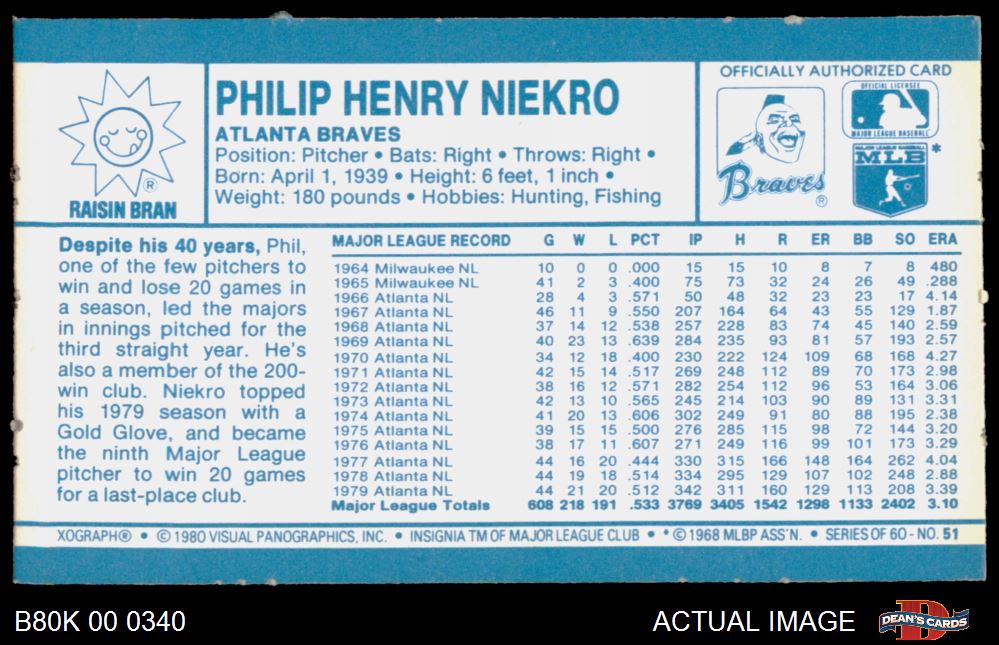 PHILIP HENRY NIEKRO
ATLANTA BRAVES
Position: Pitcher • Bats: Right • Throws: Right •
Born: April 1, 1939 • Height: 6 feet, 1 inch •
Weight: 180 pounds • Hobbies: Hunting, Fishing
®
RAISIN BRAN
OFFICIALLY AUTHORIZED CARD
OFFICIAL LICENSEE
MAJOR LEAGUE BASEBALL
Braves ®
MAJOR LEAGUE BASEBALL
MLB *
Despite his 40 years, Phil,
one of the few pitchers to
win and lose 20 games in
a season, led the majors
in innings pitched for the
third straight year. He's
also a member of the 200-
win club. Niekro topped
his 1979 season with a
Gold Glove, and became
the ninth Major League
pitcher to win 20 games
for a last-place club.
MAJOR LEAGUE RECORD G W L PCT IP H R ER BB SO ERA
1964 Milwaukee NL 10 0 0 .000 15 15 10 8 7 8 480
1965 Milwaukee NL 41 2 3 .400 75 73 32 24 26 49 .288
1966 Atlanta NL 28 4 3 .571 50 48 32 23 23 17 4.14
1967 Atlanta NL 46 11 9 .550 207 164 64 43 55 129 1.87
1968 Atlanta NL 37 14 12 .538 257 228 83 74 45 140 2.59
1969 Atlanta NL 40 23 13 .639 284 235 93 81 57 193 2.57
1970 Atlanta NL 34 12 18 .400 230 222 124 109 68 168 4.27
1971 Atlanta NL 42 15 14 .517 269 248 112 89 70 173 2.98
1972 Atlanta NL 38 16 12 .571 282 254 112 96 53 164 3.06
1973 Atlanta NL 42 13 10 .565 245 214 103 90 89 131 3.31
1974 Atlanta NL 41 20 13 .606 302 249 91 80 88 195 2.38
1975 Atlanta NL 39 15 15 .500 276 285 115 98 72 144 3.20
1976 Atlanta NL 38 17 11 .607 271 249 116 99 101 173 3.29
1977 Atlanta NL 44 16 20 .444 330 315 166 148 164 262 4.04
1978 Atlanta NL 44 19 18 .514 334 295 129 107 102 248 2.88
1979 Atlanta NL 44 21 20 .512 342 311 160 129 113 208 3.39
Major League Totals 608 218 191 .533 3769 3405 1542 1298 1133 2402 3.10
XOGRAPH® • © 1980 VISUAL PANOGRAPHICS, INC. • INSIGNIA TM OF MAJOR LEAGUE CLUB • * © 1968 MLBP ASS'N. • SERIES OF 60 - NO. 51
B80K 00 0340
ACTUAL IMAGE
D
DEAN'S CARDS